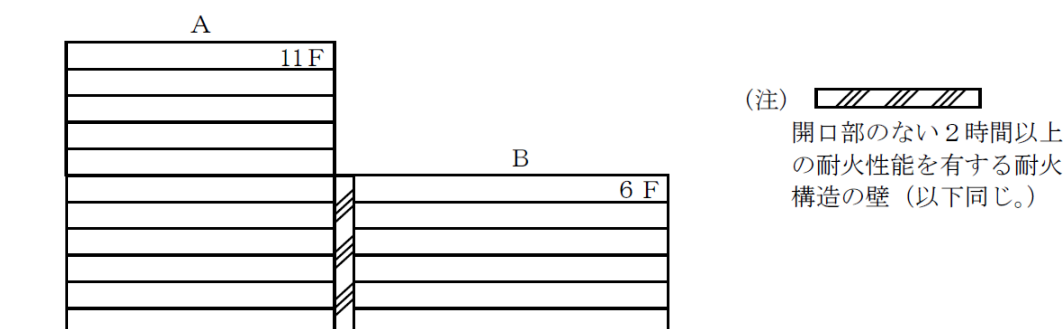 A
11F
B
6 F
(注)
開口部のない2時間以上
の耐火性能を有する耐火
構造の壁(以下同じ。)